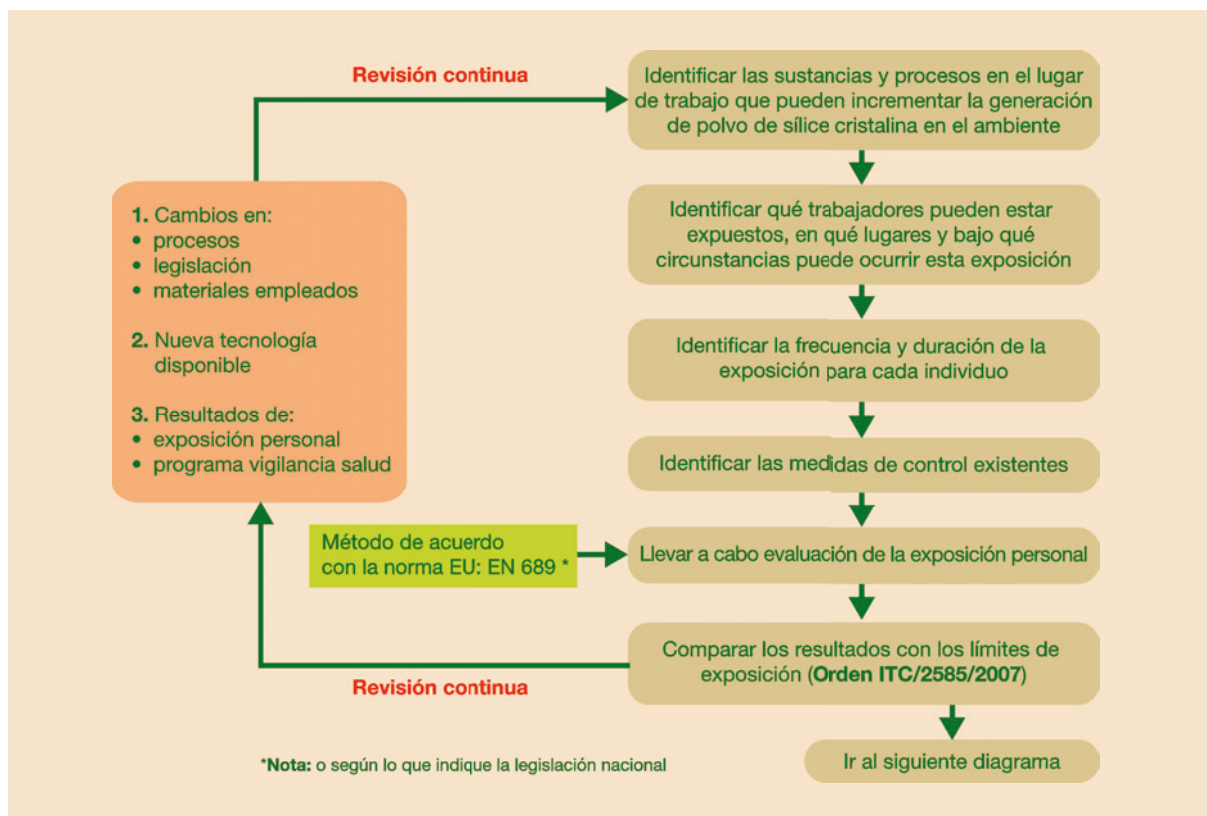 Revisión continua
Identificar las sustancias y procesos en el lugar
de trabajo que pueden incrementar la generación
de polvo de sílice cristalina en el ambiente
Identificar qué trabajadores pueden estar
expuestos, en qué lugares y bajo qué
circunstancias puede ocurrir esta exposición
Identificar la frecuencia y duración de la
exposición para cada individuo
Identificar las medidas de control existentes
Llevar a cabo evaluación de la exposición personal
Comparar los resultados con los límites de
exposición (Orden ITC/2585/2007)
Ir al siguiente diagrama
1. Cambios en:
• procesos
• legislación
• materiales empleados
2. Nueva tecnología
disponible
3. Resultados de:
• exposición personal
• programa vigilancia salud
Método de acuerdo
con la norma EU: EN 689 *
Revisión continua
*Nota: o según lo que indique la legislación nacional